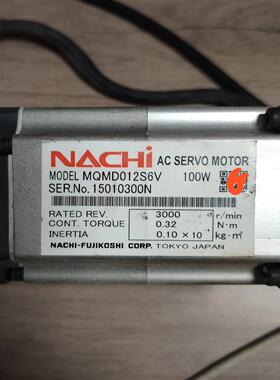 NACHi AC SERVO MOTOR
MODEL MQMD012S6V 100W
SER.No.15010300N
RATED REV. 3000 r/min
CONT. TORQUE 0.32 N·m
INERTIA 0.10 × 10 kg·m²
NACHI-FUJIKOSHI CORP. TOKYO JAPAN